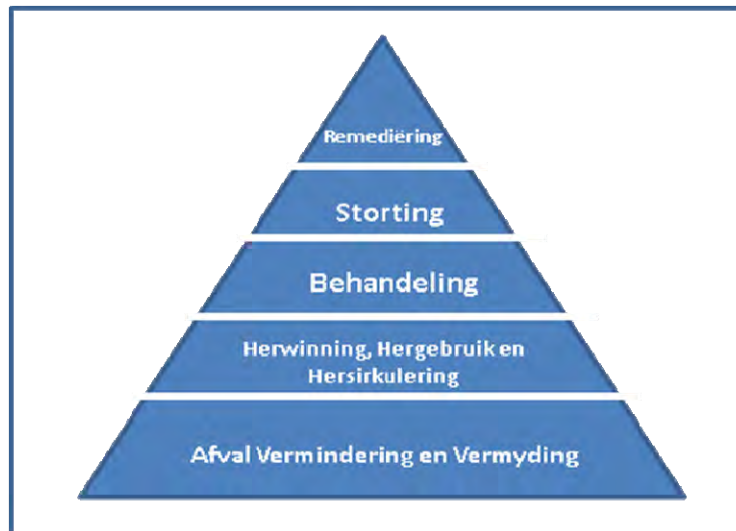 Remediëring
Storting
Behandeling
Herwinning, Hergebruik en
Hersirkulering
Afval Vermindering en Vermyding